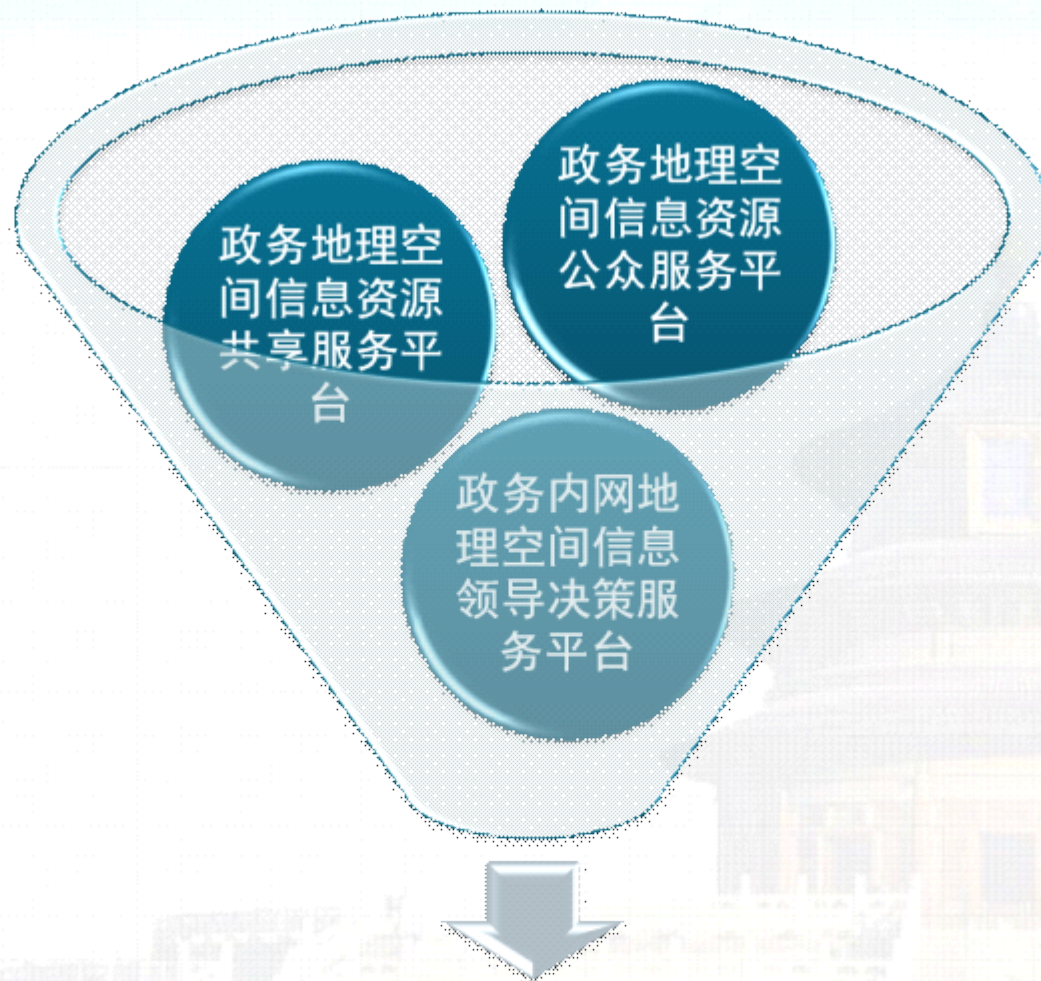 政务地理空
间信息资源
共享服务平
台
政务地理空
间信息资源
公众服务平
台
政务内网地
理空间信息
领导决策服
务平台